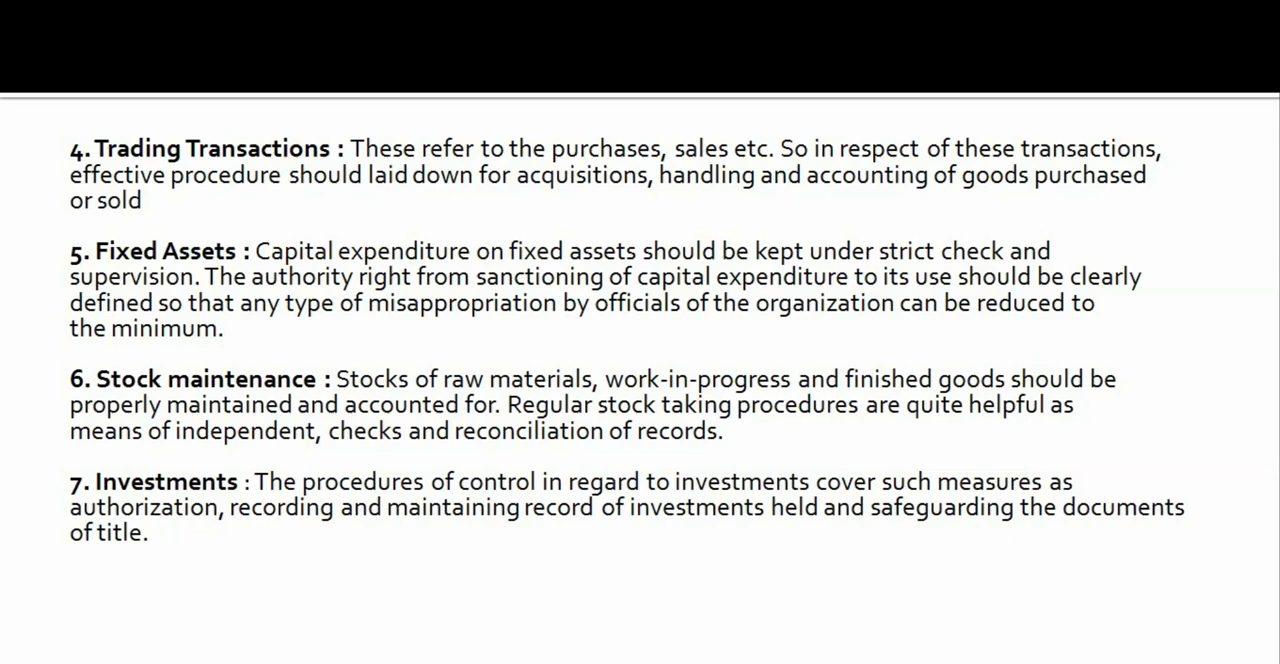 4. Trading Transactions : These refer to the purchases, sales etc. So in respect of these transactions,
effective procedure should laid down for acquisitions, handling and accounting of goods purchased
or sold
5. Fixed Assets : Capital expenditure on fixed assets should be kept under strict check and
supervision. The authority right from sanctioning of capital expenditure to its use should be clearly
defined so that any type of misappropriation by officials of the organization can be reduced to
the minimum.
6. Stock maintenance : Stocks of raw materials, work-in-progress and finished goods should be
properly maintained and accounted for. Regular stock taking procedures are quite helpful as
means of independent, checks and reconciliation of records.
7. Investments : The procedures of control in regard to investments cover such measures as
authorization, recording and maintaining record of investments held and safeguarding the documents
of title.